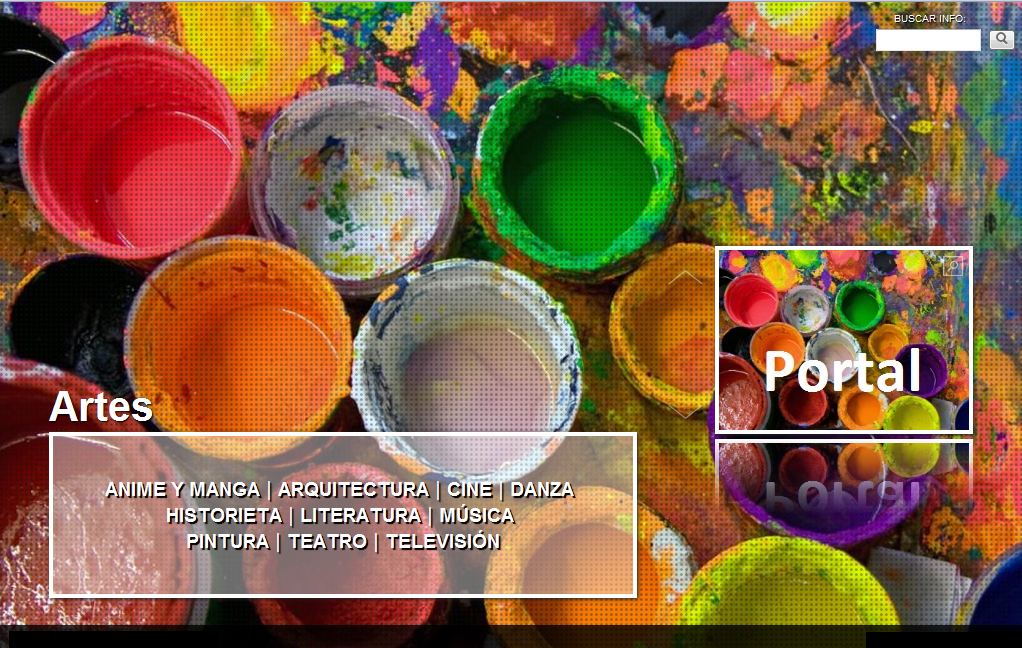 BUSCAR INFO:
Portal
Artes
ANIME Y MANGA | ARQUITECTURA | CINE | DANZA
HISTORIETA | LITERATURA | MÚSICA
PINTURA | TEATRO | TELEVISIÓN